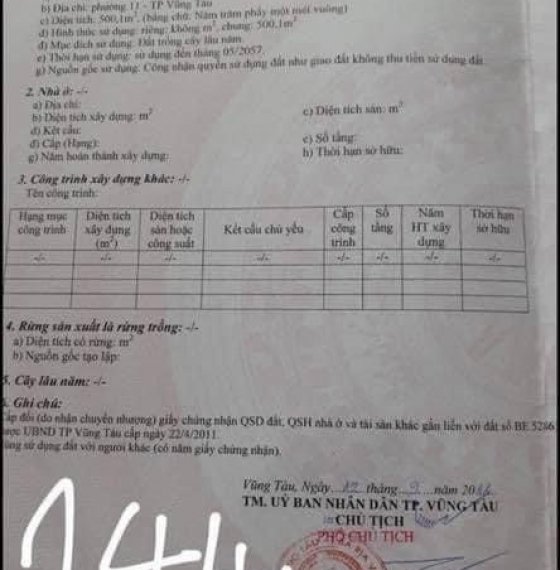 b) Địa chỉ: phường 11 - TP Vũng Tàu
c) Diện tích: 500,1m², (bằng chữ: Năm trăm phẩy một mét vuông)
d) Hình thức sử dụng: riêng: không m², chung: 500,1m²
đ) Mục đích sử dụng: Đất trồng cây lâu năm
e) Thời hạn sử dụng: sử dụng đến tháng 05/2057.
g) Nguồn gốc sử dụng: Công nhận quyền sử dụng đất như giao đất không thu tiền sử dụng đất
2. Nhà ở: -/-
a) Địa chỉ:
b) Diện tích xây dựng: m²
c) Diện tích sàn: m²
d) Kết cấu:
đ) Cấp (Hạng):
e) Số tầng:
g) Năm hoàn thành xây dựng:
h) Thời hạn sở hữu:
3. Công trình xây dựng khác: -/-
Tên công trình:
Hạng mục công trình
Diện tích xây dựng (m²)
Diện tích sàn hoặc công suất
Kết cấu chủ yếu
Cấp công trình
Số tầng
Năm HT xây dựng
Thời hạn sở hữu
-/- -/- -/- -/- -/- -/- -/- -/-
4. Rừng sản xuất là rừng trồng: -/-
a) Diện tích có rừng: m²
b) Nguồn gốc tạo lập:
5. Cây lâu năm: -/-
Ghi chú:
Cấp đổi (do nhận chuyển nhượng) giấy chứng nhận QSD đất, QSH nhà ở và tài sản khác gắn liền với đất số BE 5286
được UBND TP Vũng Tàu cấp ngày 22/4/2011.
Cùng sử dụng đất với người khác (có năm giấy chứng nhận).
Vũng Tàu, Ngày 12 tháng 9 năm 20
TM. UỶ BAN NHÂN DÂN TP. VŨNG TÀU
CHỦ TỊCH
PHÓ CHỦ TỊCH